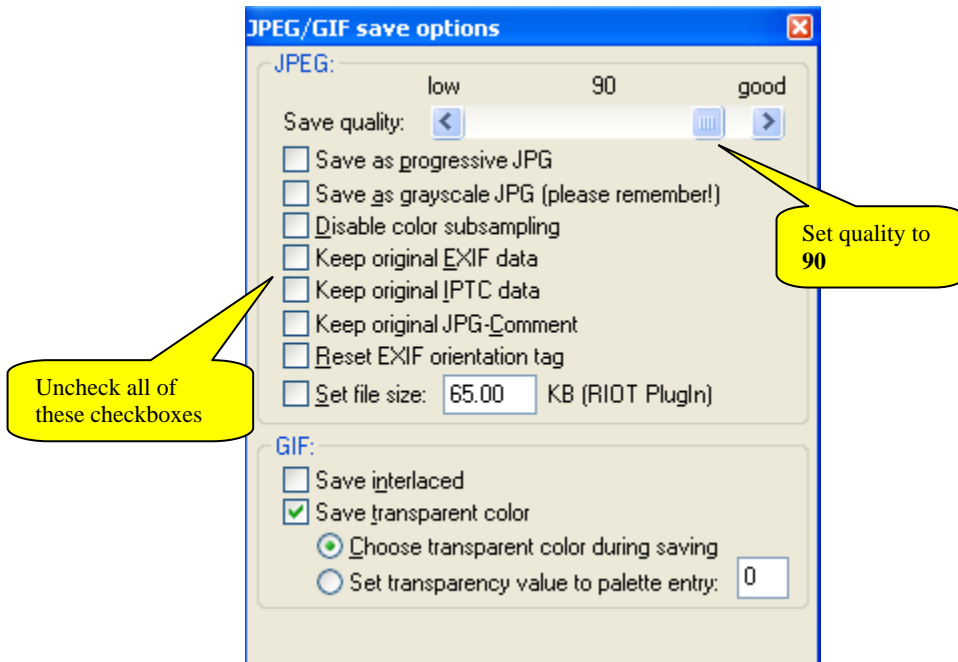 JPEG/GIF save options
JPEG:
low 90 good
Save quality:
Save as progressive JPG
Save as grayscale JPG (please remember!)
Disable color subsampling
Keep original EXIF data
Keep original IPTC data
Keep original JPG-Comment
Reset EXIF orientation tag
Set file size: 65.00 KB (RIOT PlugIn)
Set quality to
90
Uncheck all of
these checkboxes
GIF:
Save interlaced
Save transparent color
Choose transparent color during saving
Set transparency value to palette entry: 0